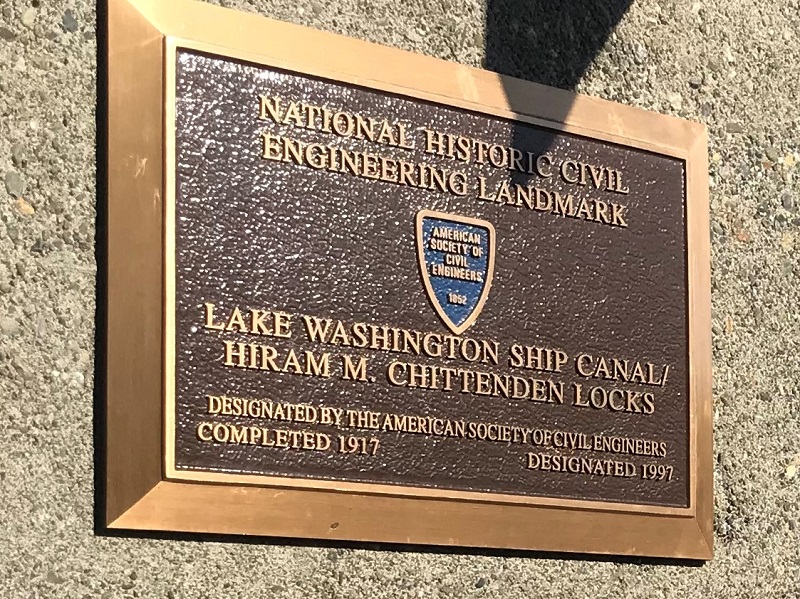 NATIONAL HISTORIC CIVIL
ENGINEERING LANDMARK
AMERICAN
SOCIETY OF
CIVIL
ENGINEERS
1852
LAKE WASHINGTON SHIP CANAL/
HIRAM M. CHITTENDEN LOCKS
DESIGNATED BY THE AMERICAN SOCIETY OF CIVIL ENGINEERS
COMPLETED 1917
DESIGNATED 1997